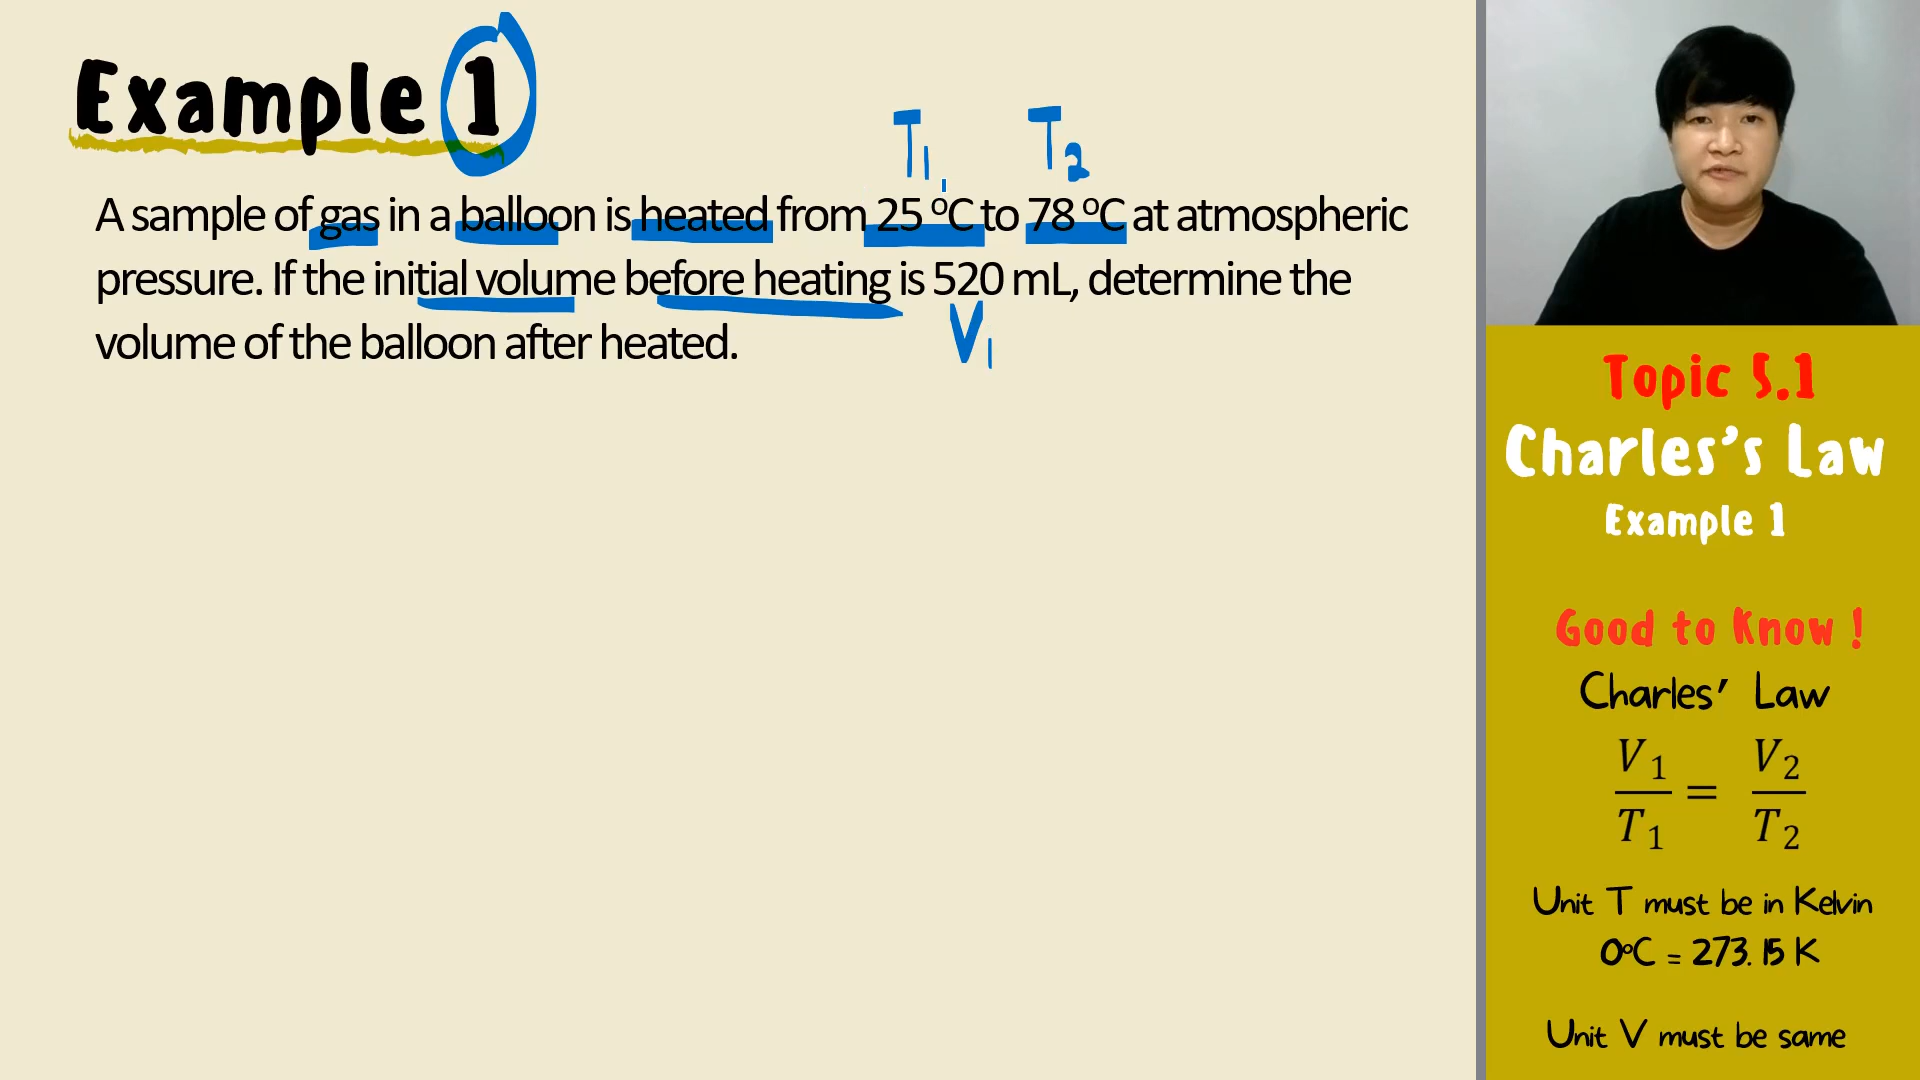 Example 1
T1 T2
A sample of gas in a balloon is heated from 25 °C to 78 °C at atmospheric
pressure. If the initial volume before heating is 520 mL, determine the
V1
volume of the balloon after heated.
Topic 5.1
Charles's Law
Example 1
Good to Know !
Charles' Law
V1/T1 = V2/T2
Unit T must be in Kelvin
0°C = 273.15 K
Unit V must be same